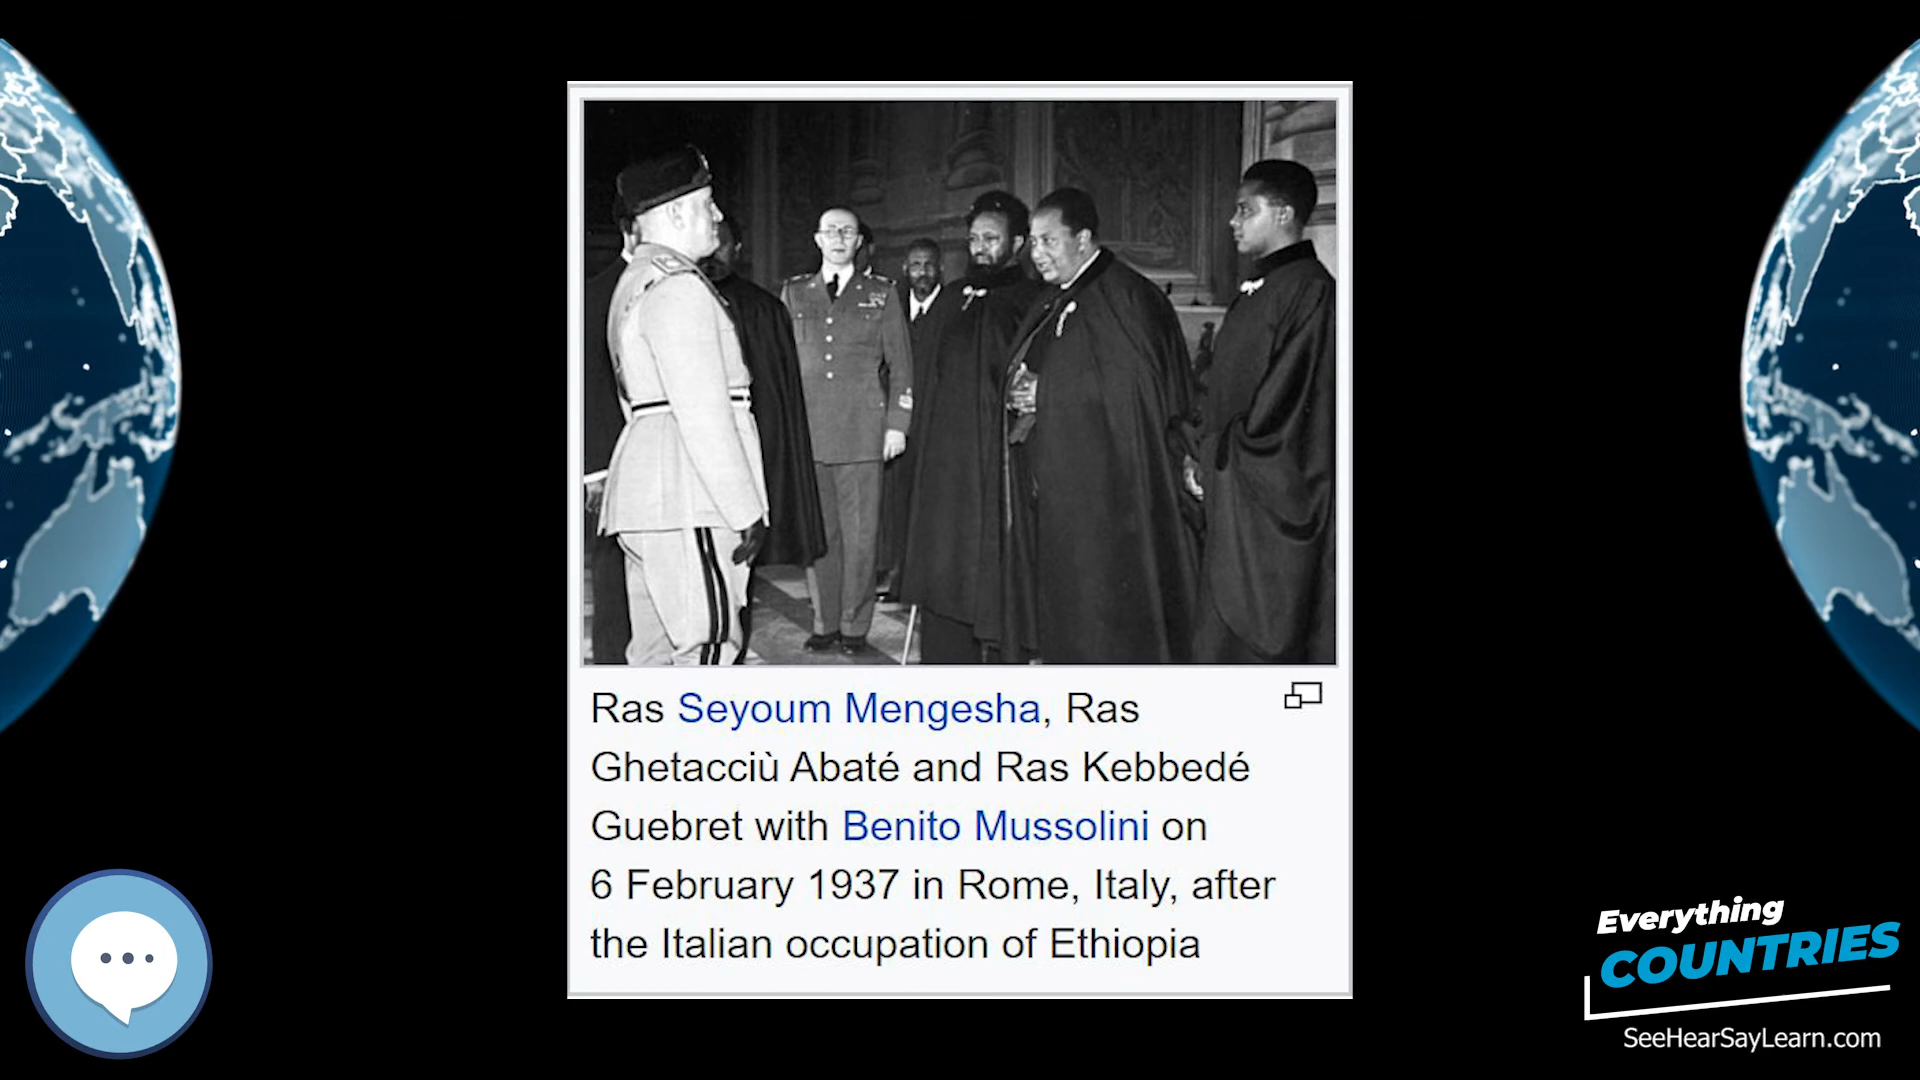 Ras Seyoum Mengesha, Ras
Ghetacciù Abaté and Ras Kebbedé
Guebret with Benito Mussolini on
6 February 1937 in Rome, Italy, after
the Italian occupation of Ethiopia
Everything
COUNTRIES
SeeHearSayLearn.com